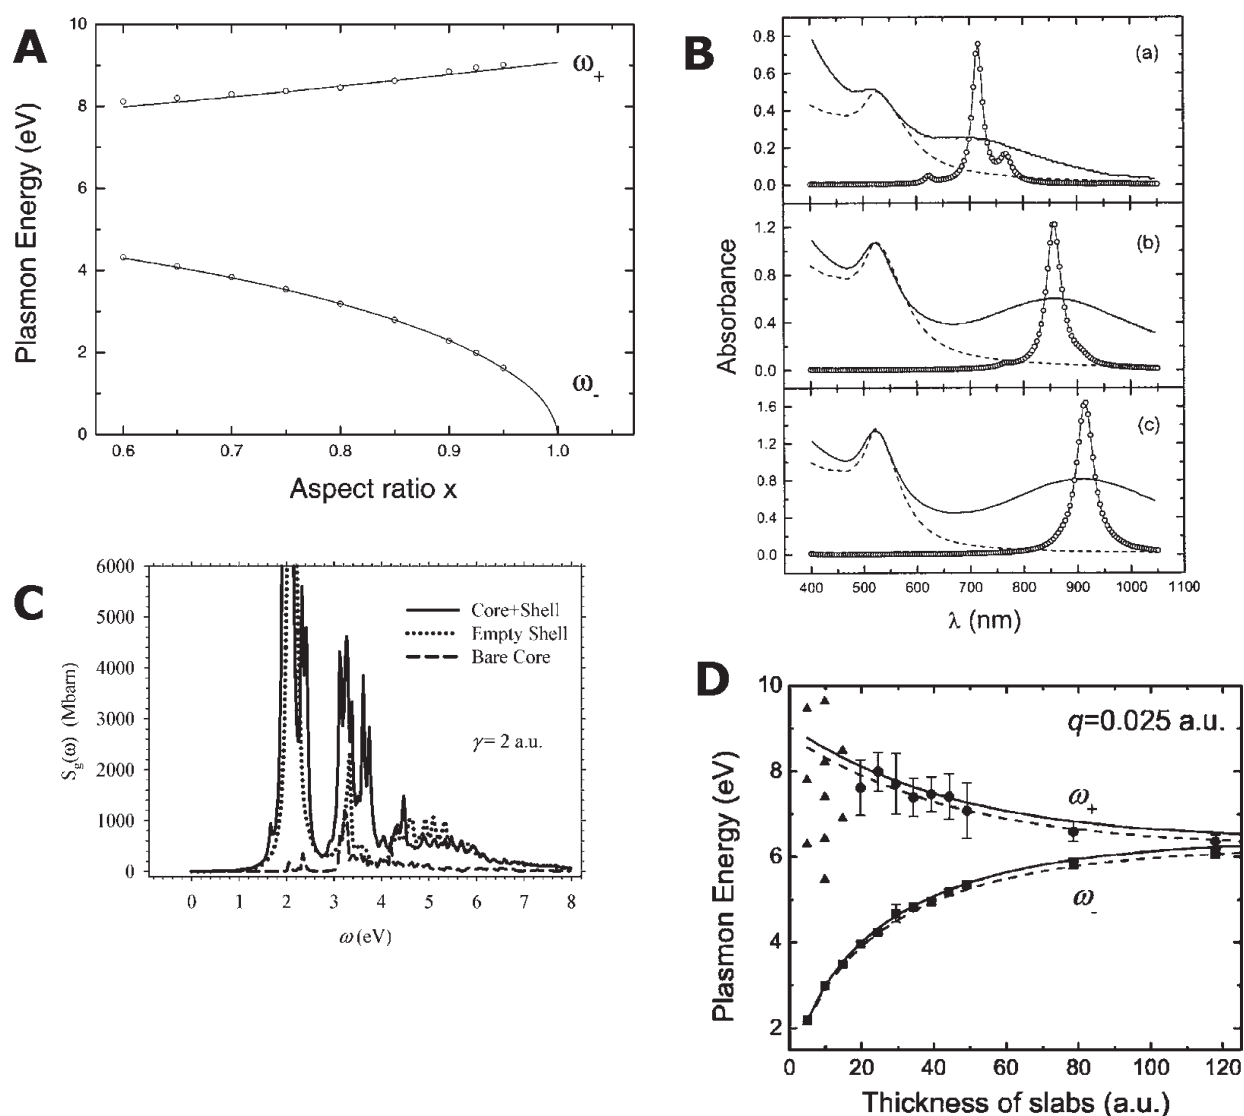 A
Plasmon Energy (eV)
10
8
6
4
2
0
ω+
ω-
0.6 0.7 0.8 0.9 1.0
Aspect ratio x
B
Absorbance
(a)
0.8
0.6
0.4
0.2
0.0
(b)
1.2
0.8
0.4
0.0
(c)
1.6
1.2
0.8
0.4
0.0
400 500 600 700 800 900 1000 1100
λ (nm)
C
Sg(ω) (Mbarn)
6000
5000
4000
3000
2000
1000
0
Core+Shell
Empty Shell
Bare Core
γ= 2 a.u.
0 1 2 3 4 5 6 7 8
ω (eV)
D
Plasmon Energy (eV)
10
8
6
4
2
q=0.025 a.u.
ω+
ω-
0 20 40 60 80 100 120
Thickness of slabs (a.u.)